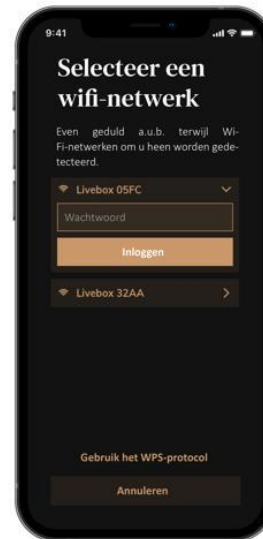 9:41
Selecteer een
wifi-netwerk
Even geduld a.u.b. terwijl Wi-
Fi-netwerken om u heen worden gede-
tecteerd.
Livebox 05FC
Wachtwoord
Inloggen
Livebox 32AA
Gebruik het WPS-protocol
Annuleren